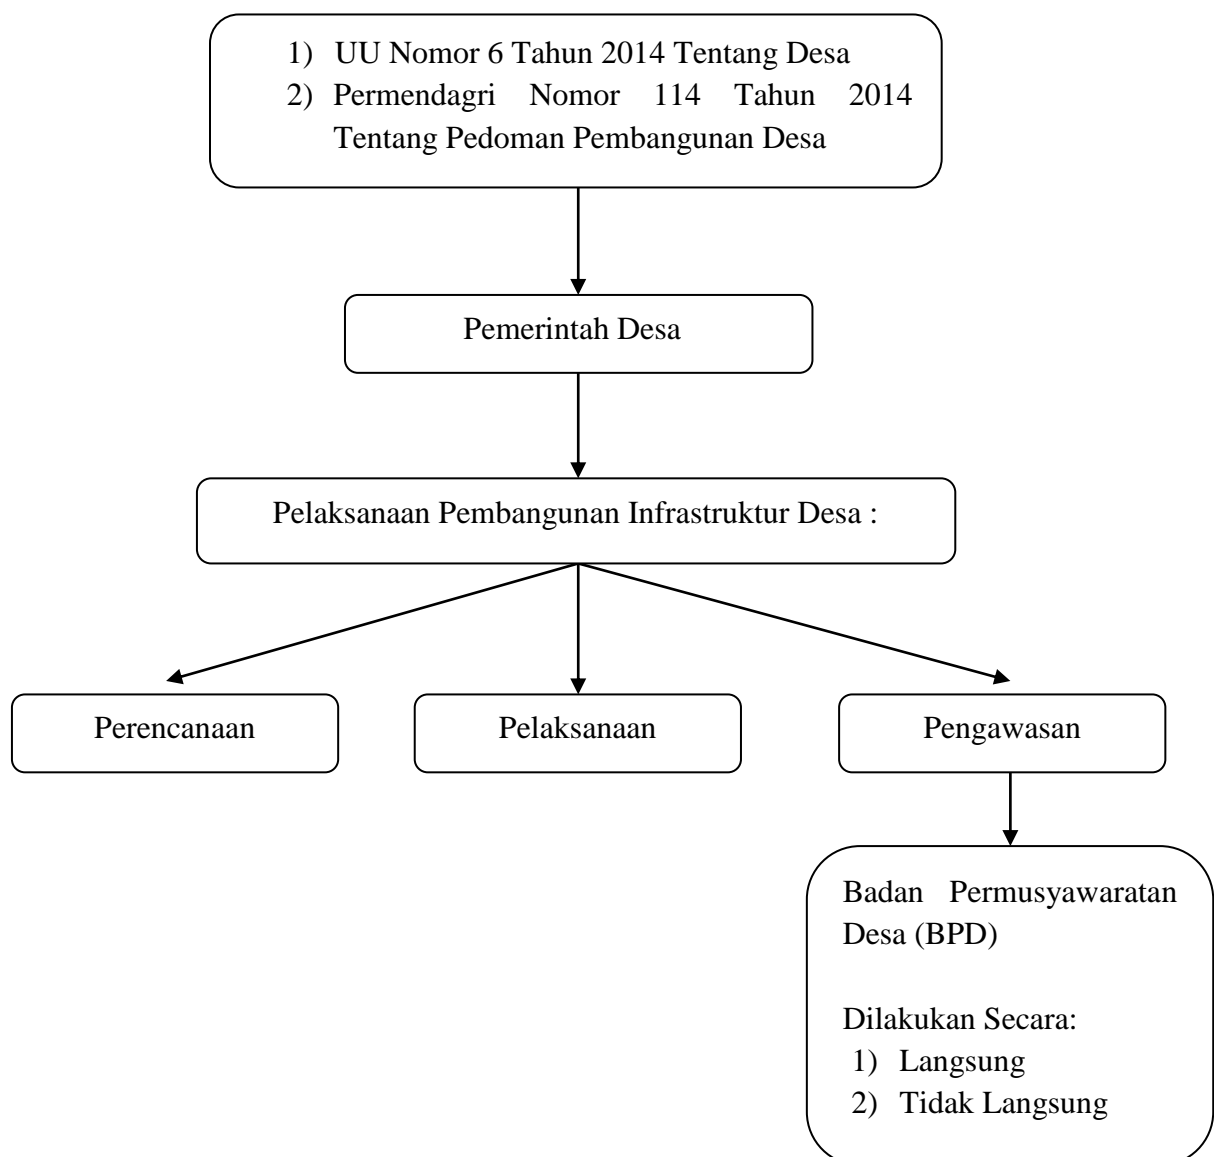 1) UU Nomor 6 Tahun 2014 Tentang Desa
2) Permendagri Nomor 114 Tahun 2014
Tentang Pedoman Pembangunan Desa
Pemerintah Desa
Pelaksanaan Pembangunan Infrastruktur Desa :
Perencanaan
Pelaksanaan
Pengawasan
Badan Permusyawaratan
Desa (BPD)
Dilakukan Secara:
1) Langsung
2) Tidak Langsung